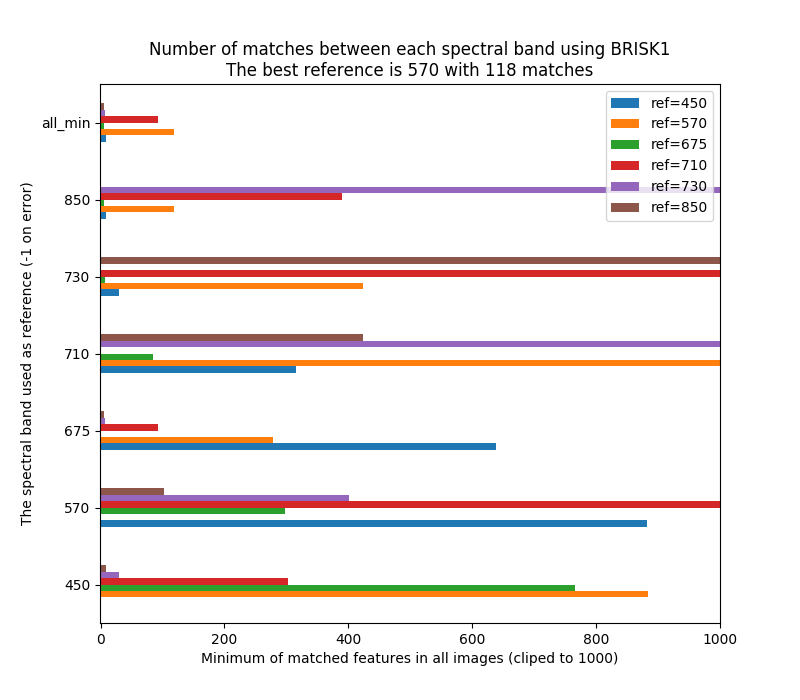 Number of matches between each spectral band using BRISK1
The best reference is 570 with 118 matches
ref=450
ref=570
ref=675
ref=710
ref=730
ref=850
The spectral band used as reference (-1 on error)
all_min
850
730
710
675
570
450
0 200 400 600 800 1000
Minimum of matched features in all images (cliped to 1000)